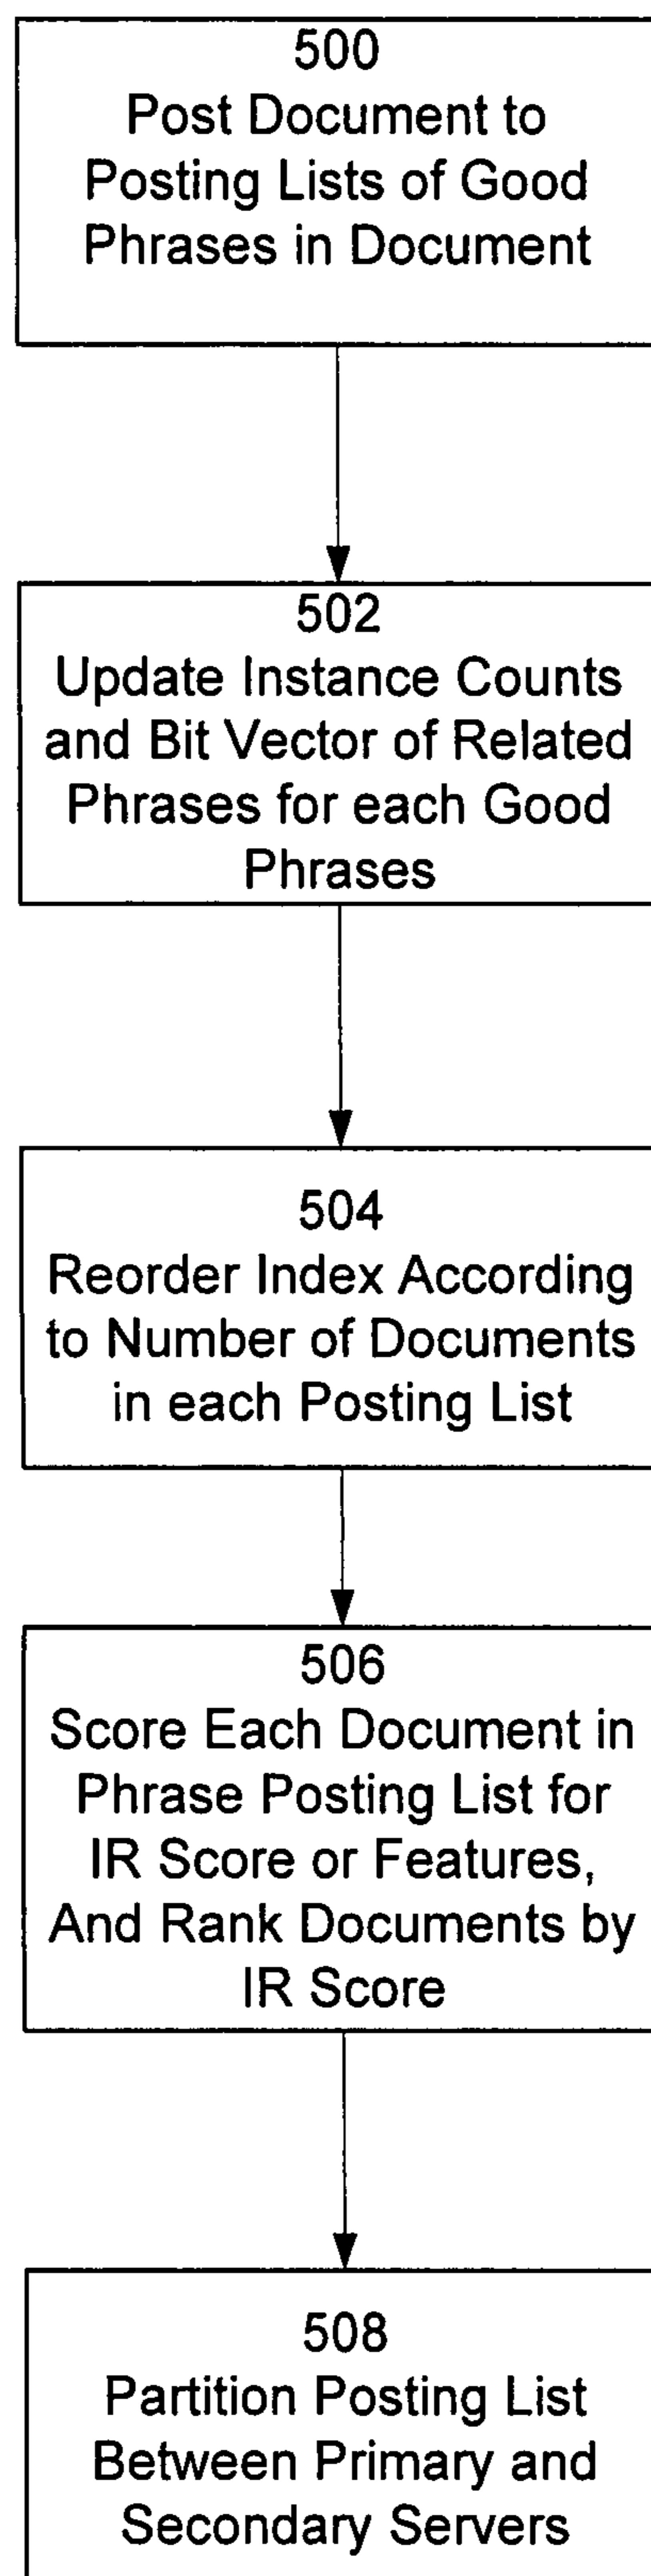 500
Post Document to
Posting Lists of Good
Phrases in Document
502
Update Instance Counts
and Bit Vector of Related
Phrases for each Good
Phrases
504
Reorder Index According
to Number of Documents
in each Posting List
506
Score Each Document in
Phrase Posting List for
IR Score or Features,
And Rank Documents by
IR Score
508
Partition Posting List
Between Primary and
Secondary Servers